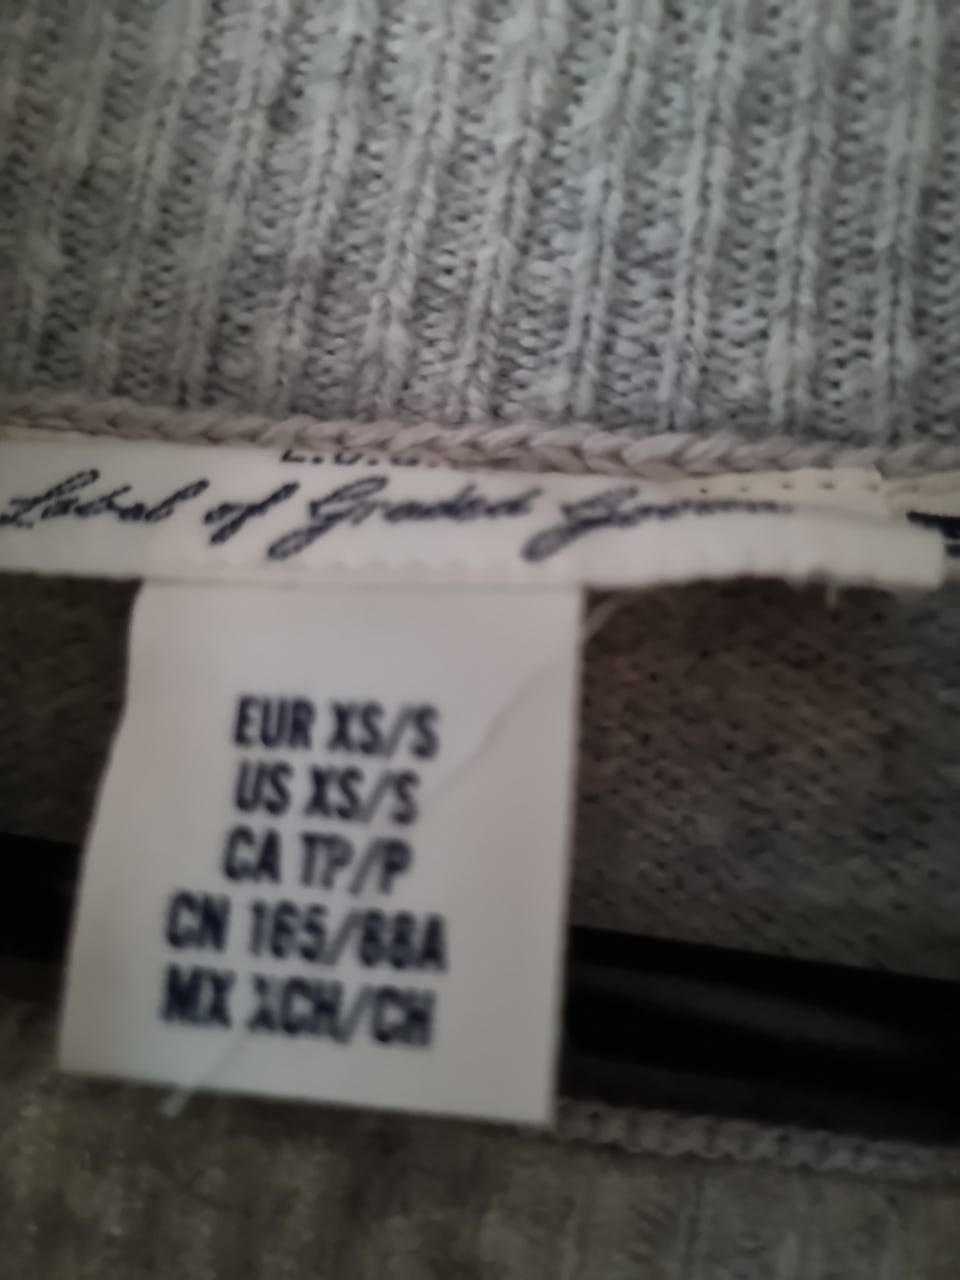 L.O.G.
Label of Graded Goods
EUR XS/S
US XS/S
CA TP/P
CN 165/88A
MX XCH/CH